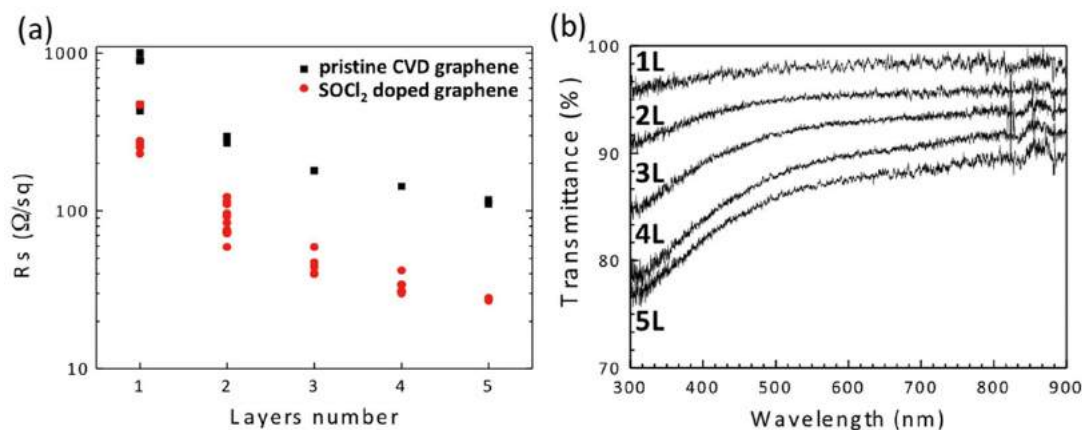 (a)
1000
pristine CVD graphene
SOCl₂ doped graphene
100
10
Rs (Ω/sq)
1 2 3 4 5
Layers number
(b)
100
90
80
70
Transmittance (%)
1L
2L
3L
4L
5L
300 400 500 600 700 800 900
Wavelength (nm)